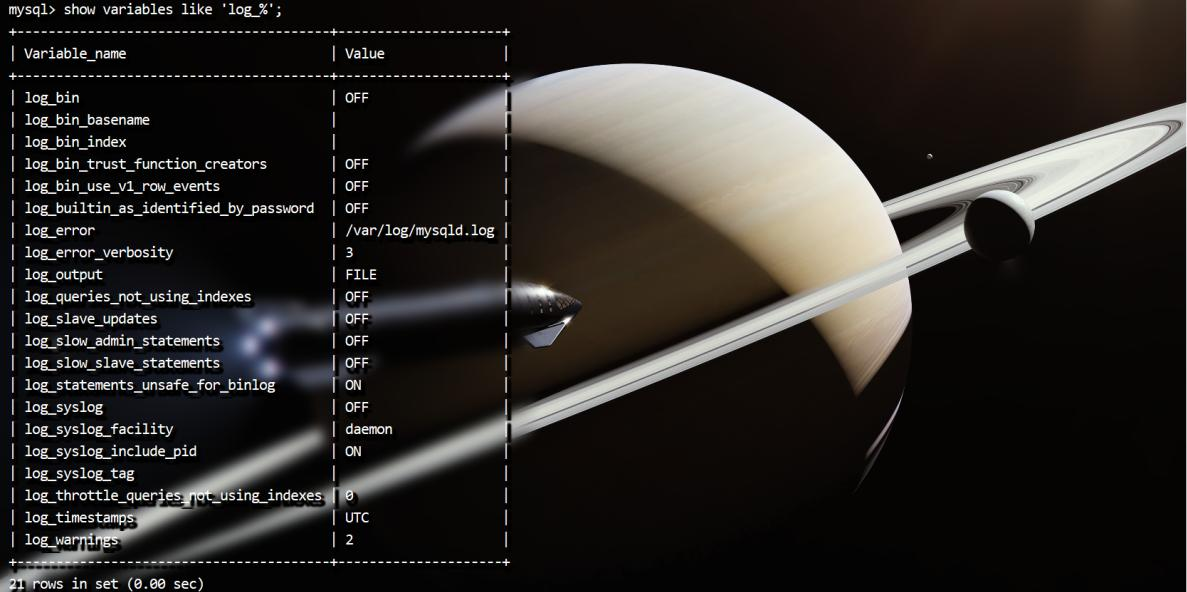 mysql> show variables like 'log_%';
+----------------------------------------+---------------------+
| Variable_name                          | Value               |
+----------------------------------------+---------------------+
| log_bin                                | OFF                 |
| log_bin_basename                       |                     |
| log_bin_index                          |                     |
| log_bin_trust_function_creators        | OFF                 |
| log_bin_use_v1_row_events              | OFF                 |
| log_builtin_as_identified_by_password  | OFF                 |
| log_error                              | /var/log/mysqld.log |
| log_error_verbosity                    | 3                   |
| log_output                             | FILE                |
| log_queries_not_using_indexes          | OFF                 |
| log_slave_updates                      | OFF                 |
| log_slow_admin_statements              | OFF                 |
| log_slow_slave_statements              | OFF                 |
| log_statements_unsafe_for_binlog       | ON                  |
| log_syslog                             | OFF                 |
| log_syslog_facility                    | daemon              |
| log_syslog_include_pid                 | ON                  |
| log_syslog_tag                         |                     |
| log_throttle_queries_not_using_indexes | 0                   |
| log_timestamps                         | UTC                 |
| log_warnings                           | 2                   |
+----------------------------------------+---------------------+
21 rows in set (0.00 sec)